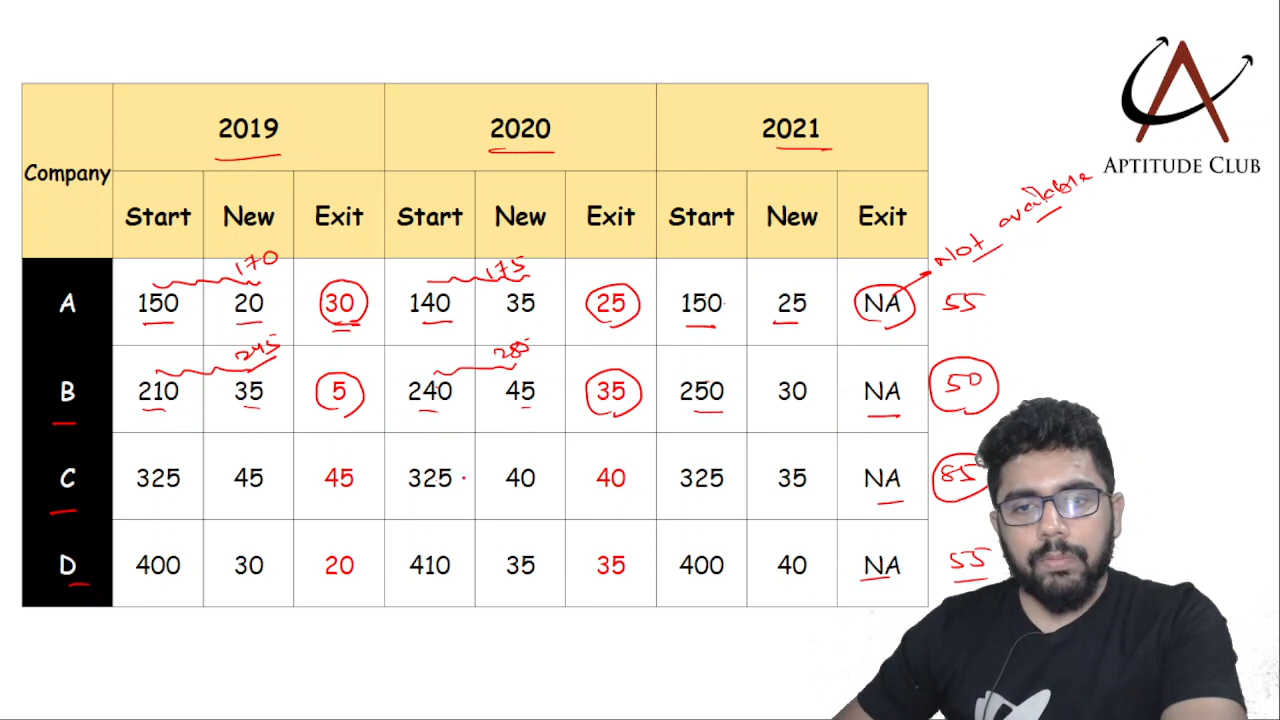 2019 2020 2021
Company
Start New Exit Start New Exit Start New Exit
APTITUDE CLUB
Not available
170 175
A 150 20 30 140 35 25 150 25 NA 55
245 285
B 210 35 5 240 45 35 250 30 NA 50
C 325 45 45 325 40 40 325 35 NA 85
D 400 30 20 410 35 35 400 40 NA 55